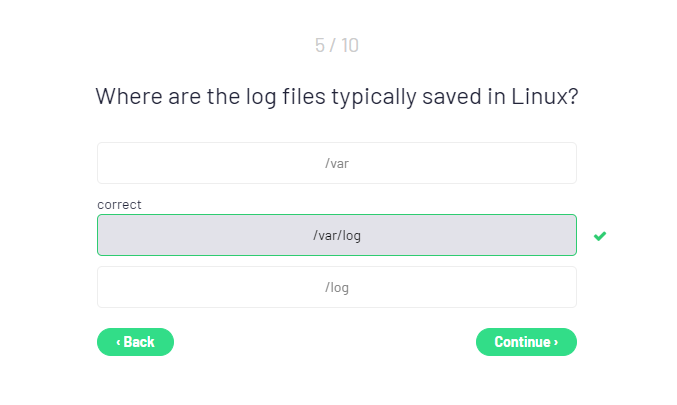 5 / 10
Where are the log files typically saved in Linux?
/var
correct
/var/log
/log
‹ Back
Continue ›